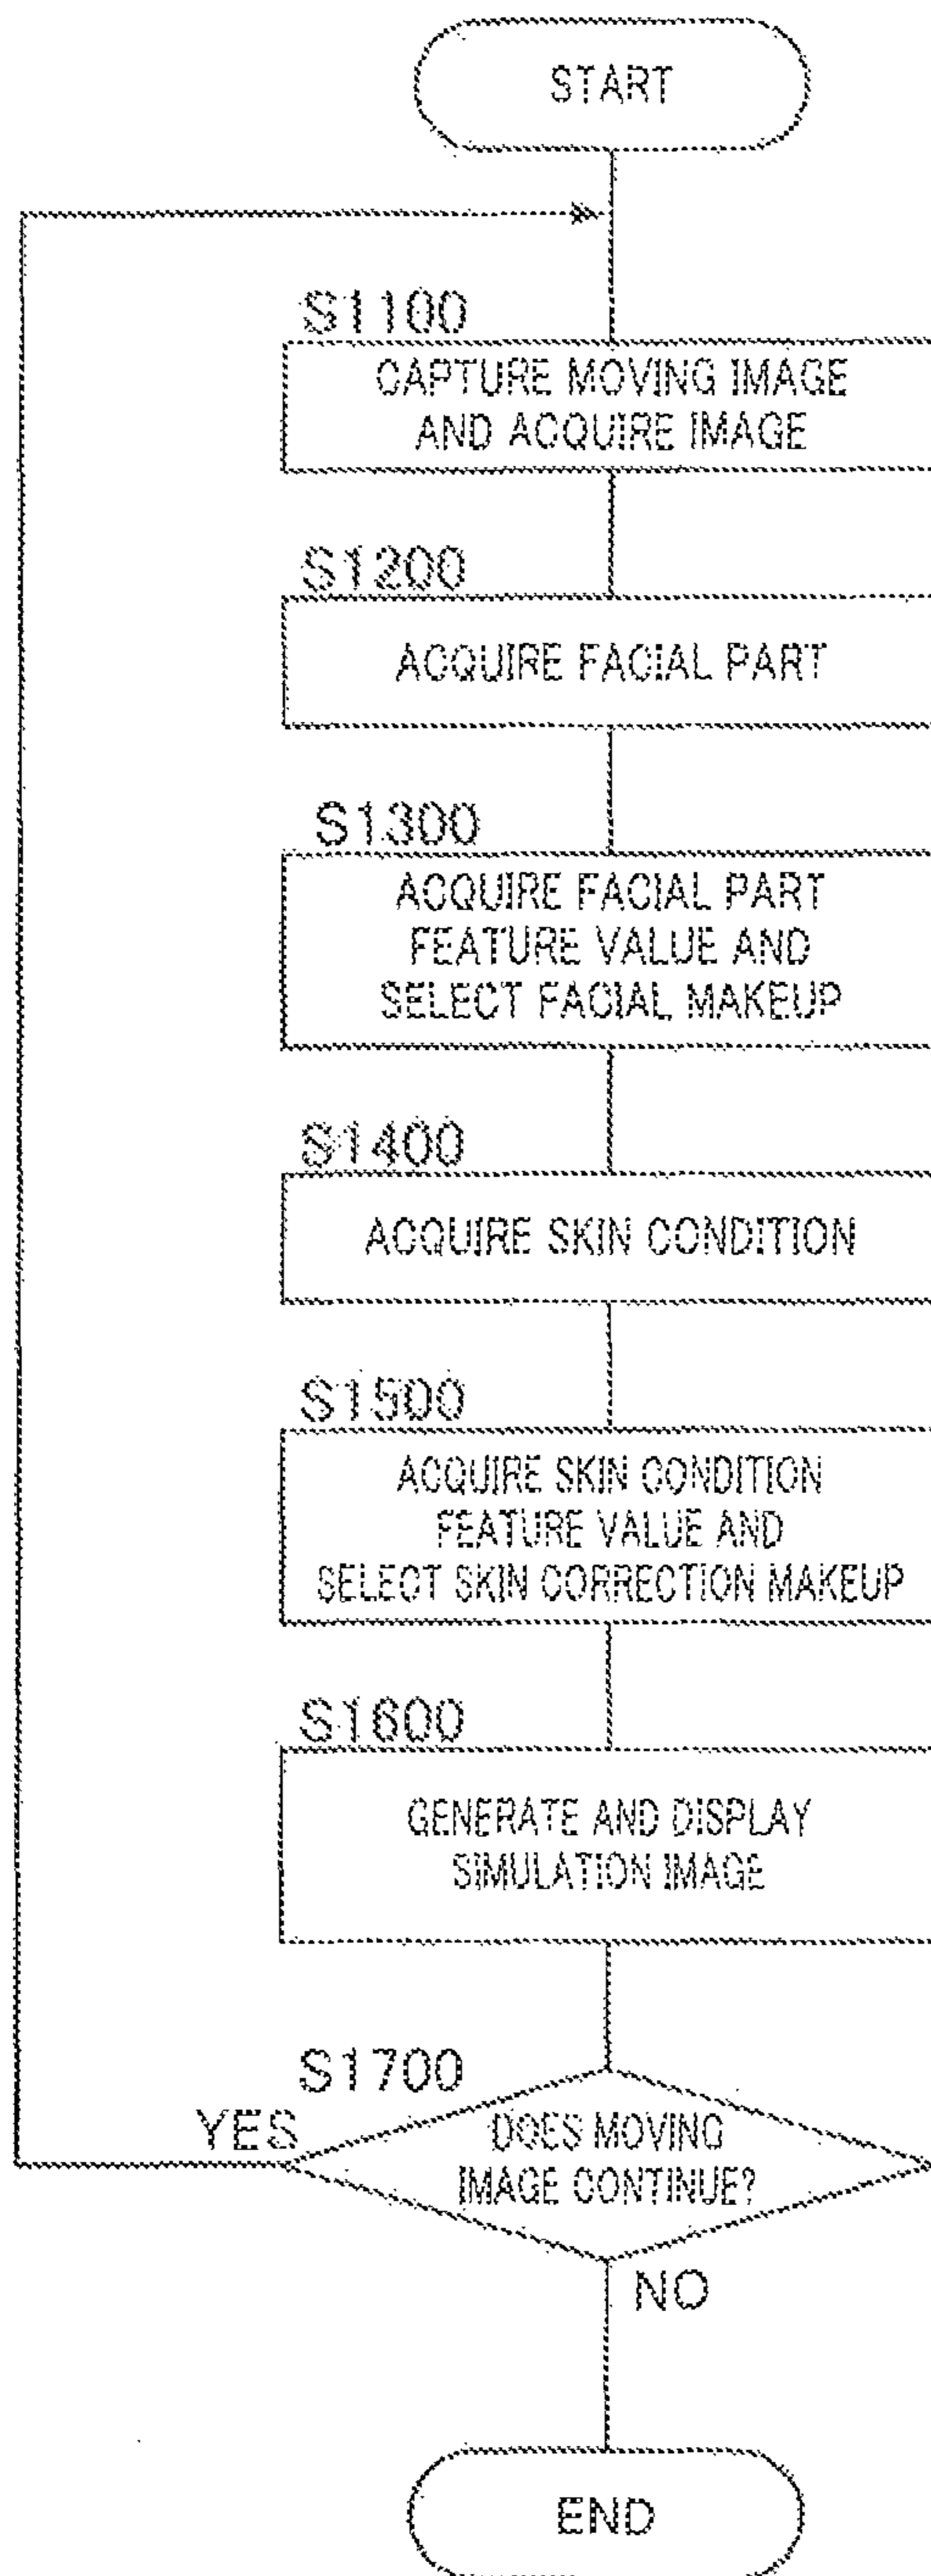 START
S1100
CAPTURE MOVING IMAGE
AND ACQUIRE IMAGE
S1200
ACQUIRE FACIAL PART
S1300
ACQUIRE FACIAL PART
FEATURE VALUE AND
SELECT FACIAL MAKEUP
S1400
ACQUIRE SKIN CONDITION
S1500
ACQUIRE SKIN CONDITION
FEATURE VALUE AND
SELECT SKIN CORRECTION MAKEUP
S1600
GENERATE AND DISPLAY
SIMULATION IMAGE
S1700
YES
DOES MOVING
IMAGE CONTINUE?
NO
END